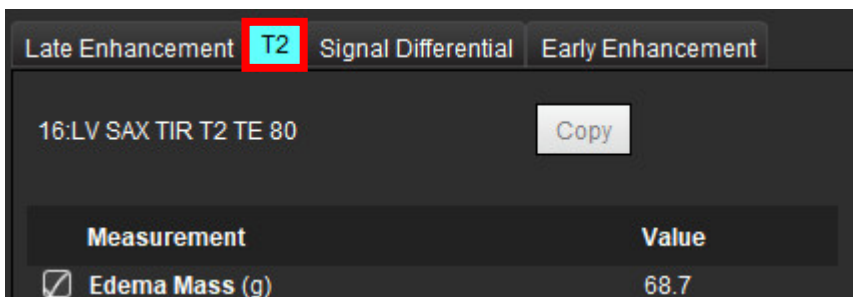 Late Enhancement T2 Signal Differential Early Enhancement
16:LV SAX TIR T2 TE 80 Copy
Measurement Value
Edema Mass (g) 68.7